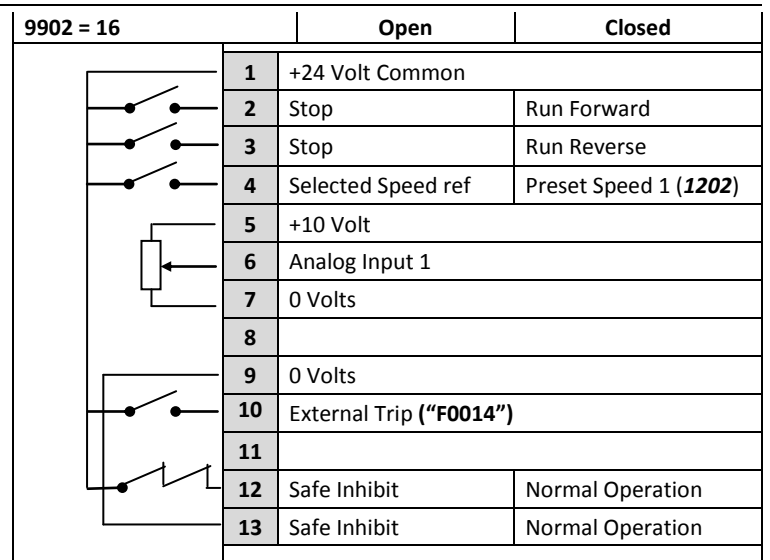 9902 = 16 Open Closed
1 +24 Volt Common
2 Stop Run Forward
3 Stop Run Reverse
4 Selected Speed ref Preset Speed 1 (1202)
5 +10 Volt
6 Analog Input 1
7 0 Volts
8
9 0 Volts
10 External Trip (“F0014”)
11
12 Safe Inhibit Normal Operation
13 Safe Inhibit Normal Operation